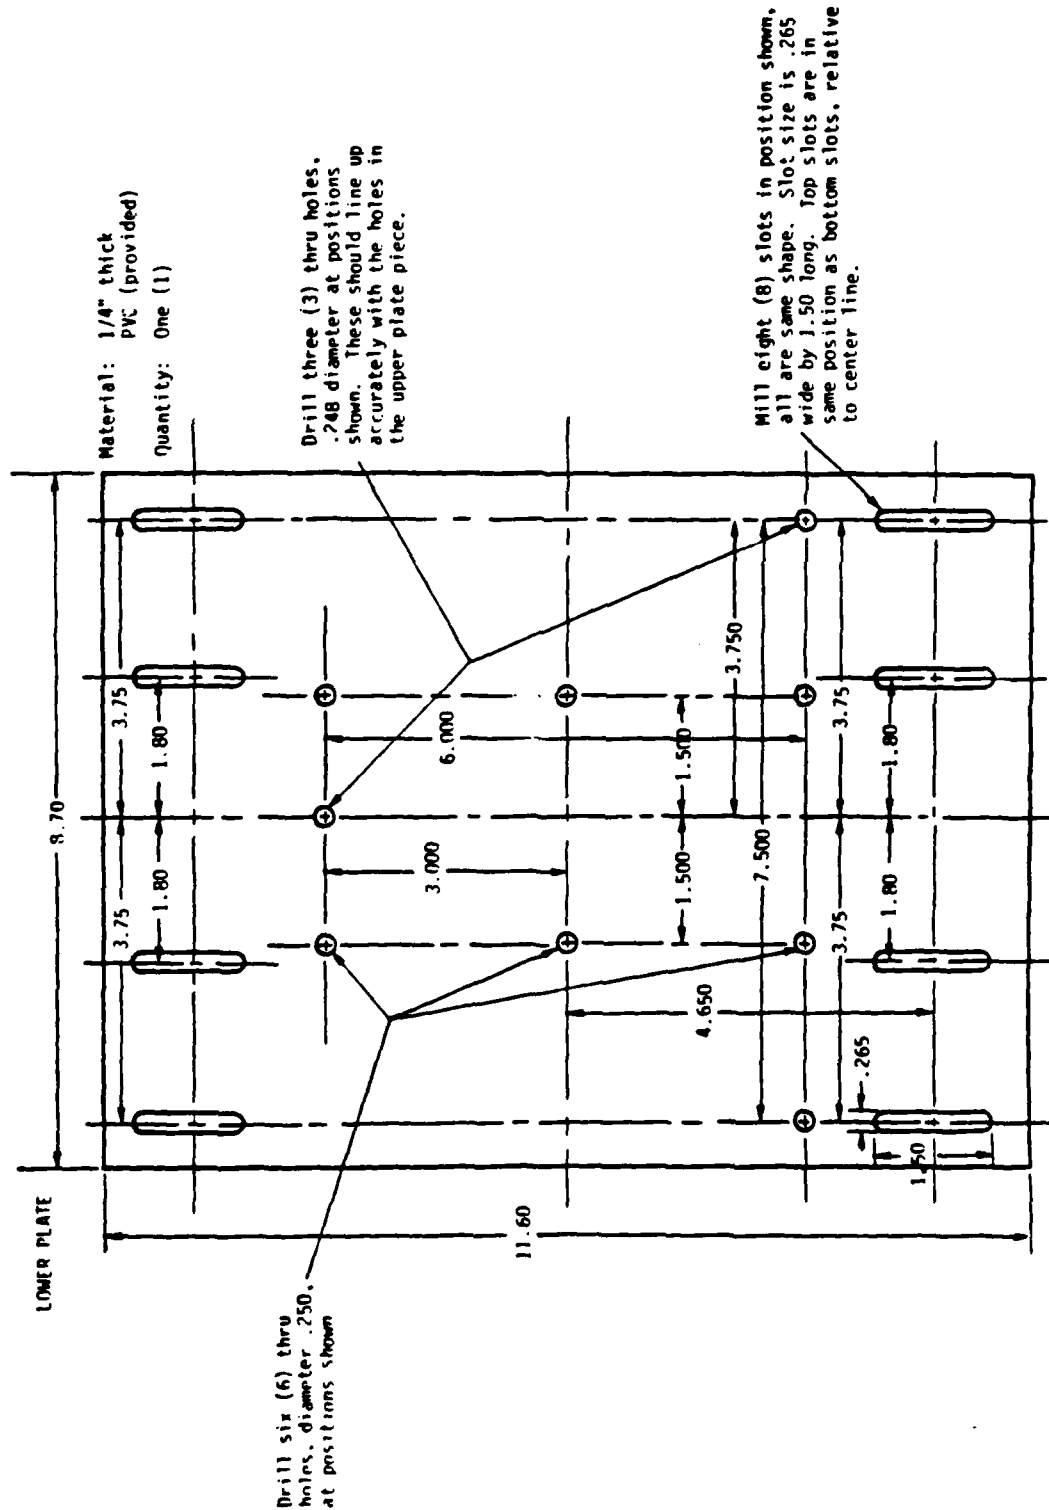 LOWER PLATE
Material: 1/4" thick
PVC (provided)
Quantity: One (1)
Drill six (6) thru
holes, diameter .250,
at positions shown
Drill three (3) thru holes,
.248 diameter at positions
shown. These should line up
accurately with the holes in
the upper plate piece.
Mill eight (8) slots in position shown,
all are same shape. Slot size is .265
wide by 1.50 long. Top slots are in
same position as bottom slots, relative
to center line.
8.70
3.75
3.75
1.80
1.80
11.60
3.000
6.000
1.500
1.500
4.650
3.750
7.500
3.75
3.75
1.80
1.80
.265
1.50